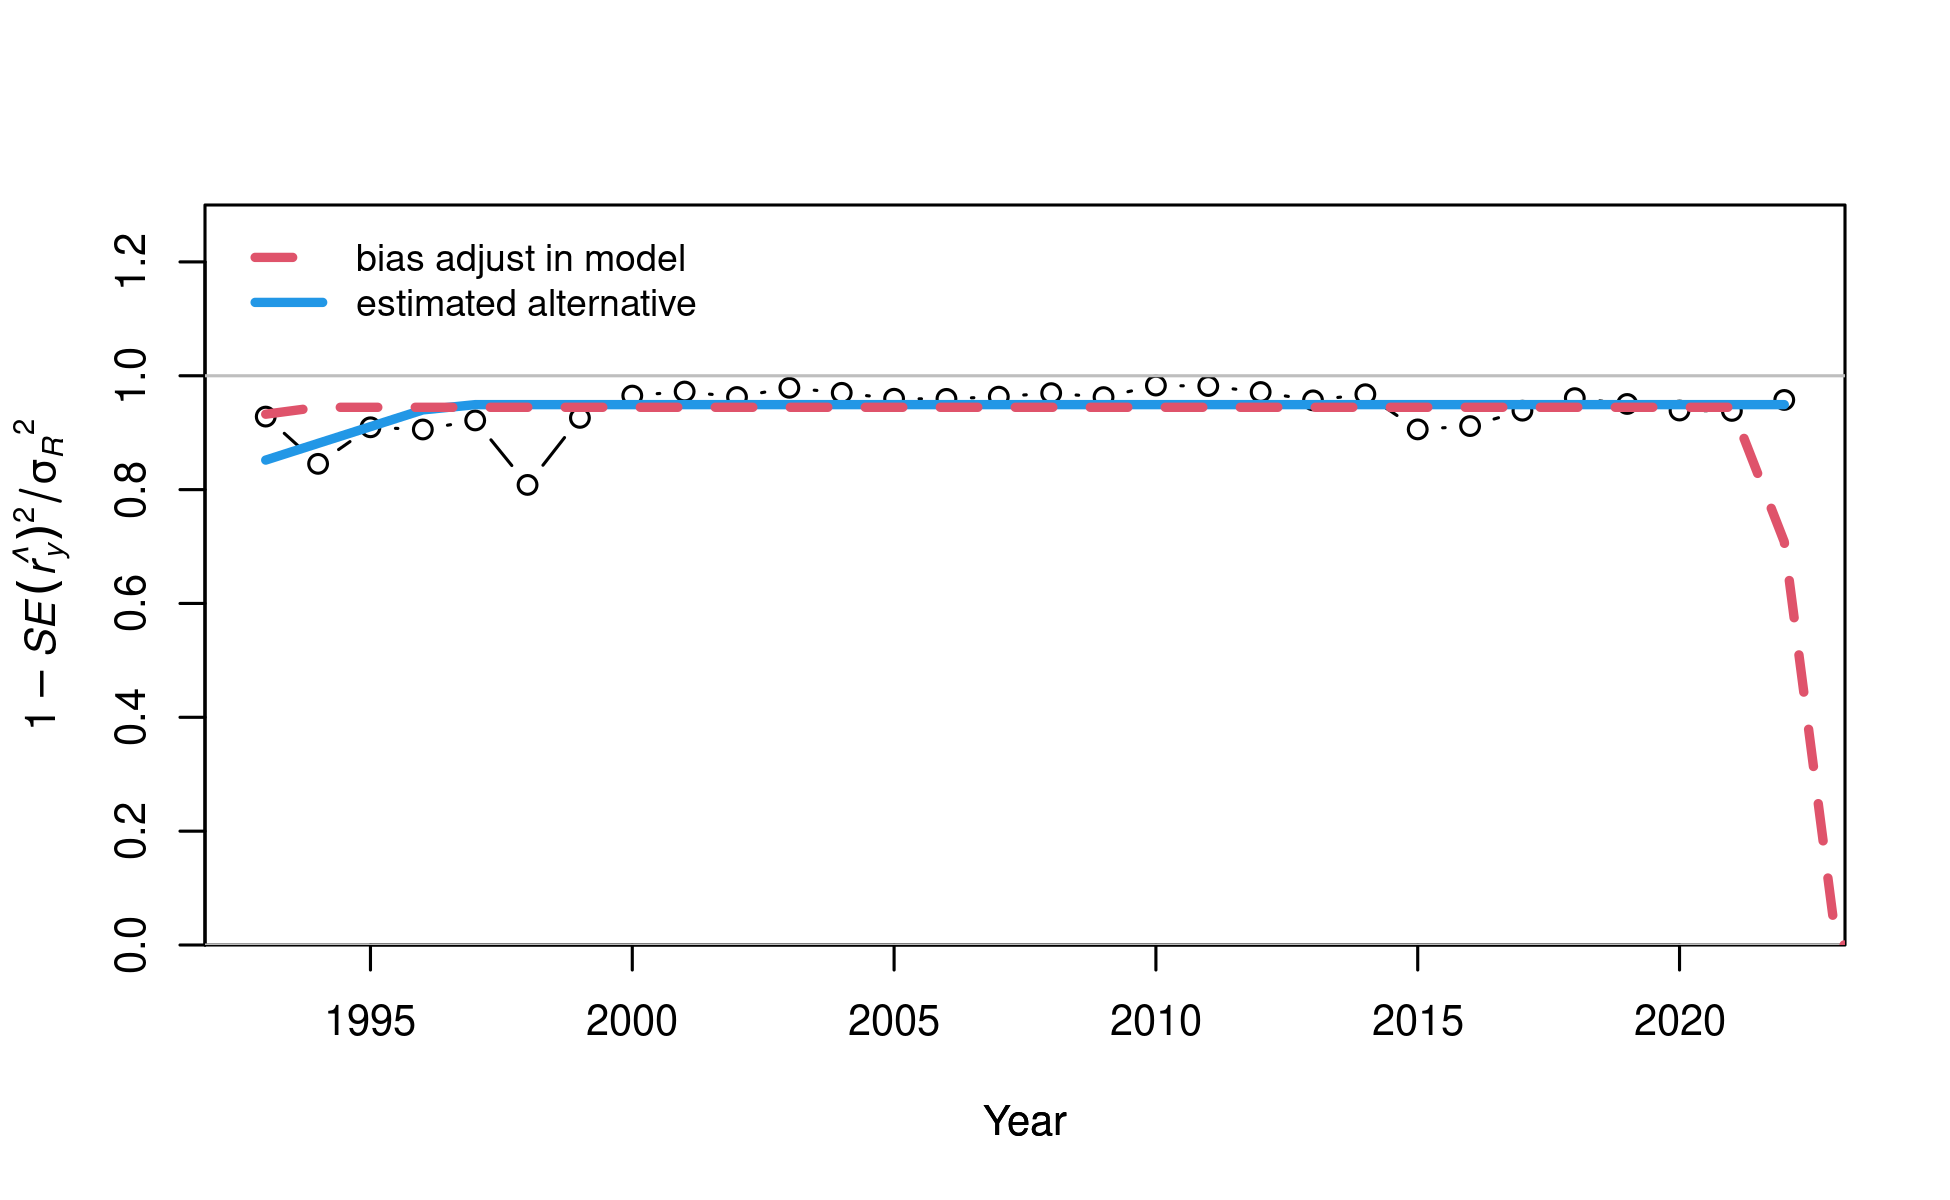 bias adjust in model
estimated alternative
1.2
1.0
0.8
0.6
0.4
0.2
0.0
1 − SE(r̂y)² / σR²
1995 2000 2005 2010 2015 2020
Year